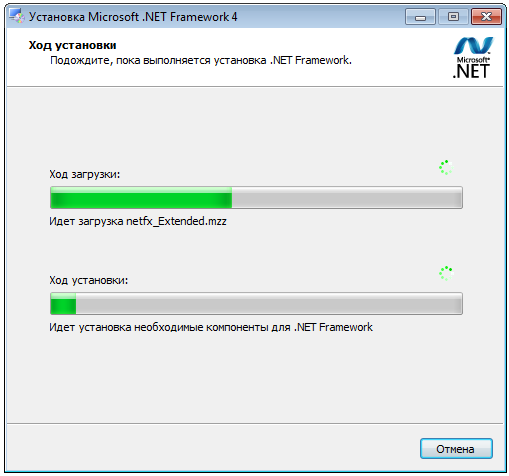 Установка Microsoft .NET Framework 4
Ход установки
Подождите, пока выполняется установка .NET Framework.
Microsoft®
.NET
Ход загрузки:
Идет загрузка netfx_Extended.mzz
Ход установки:
Идет установка необходимые компоненты для .NET Framework
Отмена